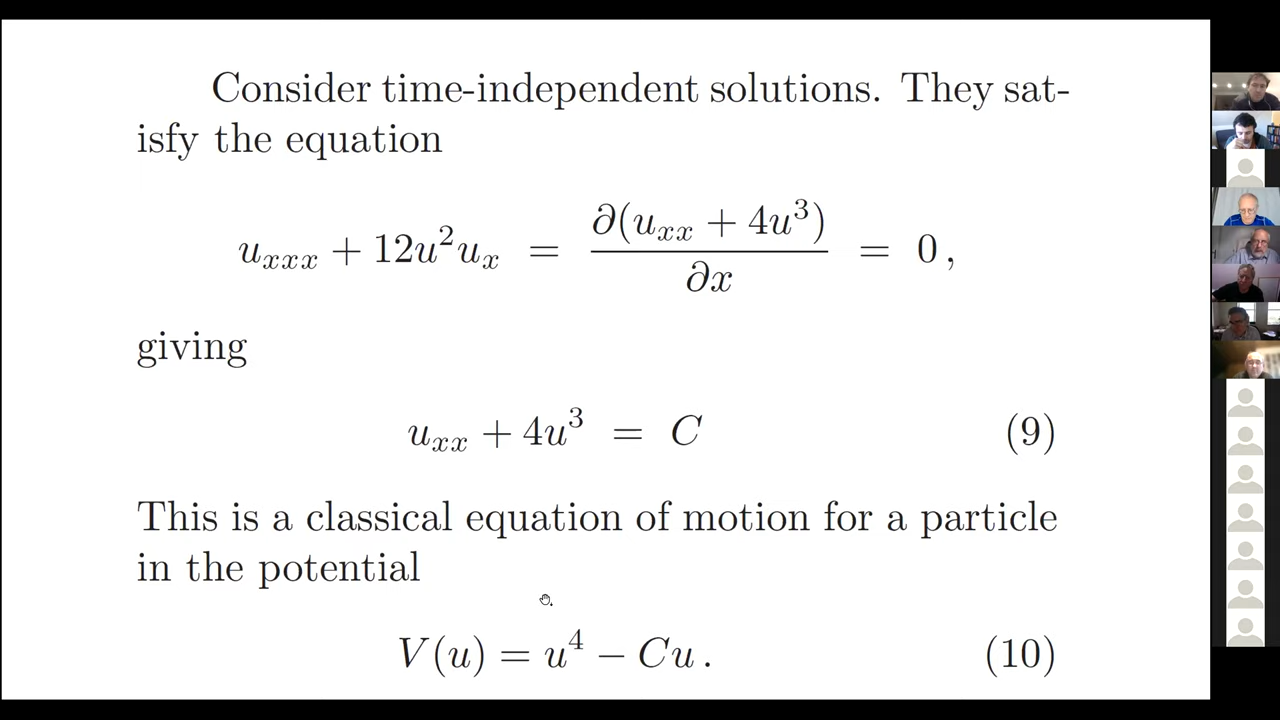 Consider time-independent solutions. They sat-
isfy the equation
u_{xxx} + 12u^2 u_x = \frac{∂(u_{xx} + 4u^3)}{∂x} = 0,
giving
u_{xx} + 4u^3 = C (9)
This is a classical equation of motion for a particle
in the potential
V(u) = u^4 − Cu. (10)